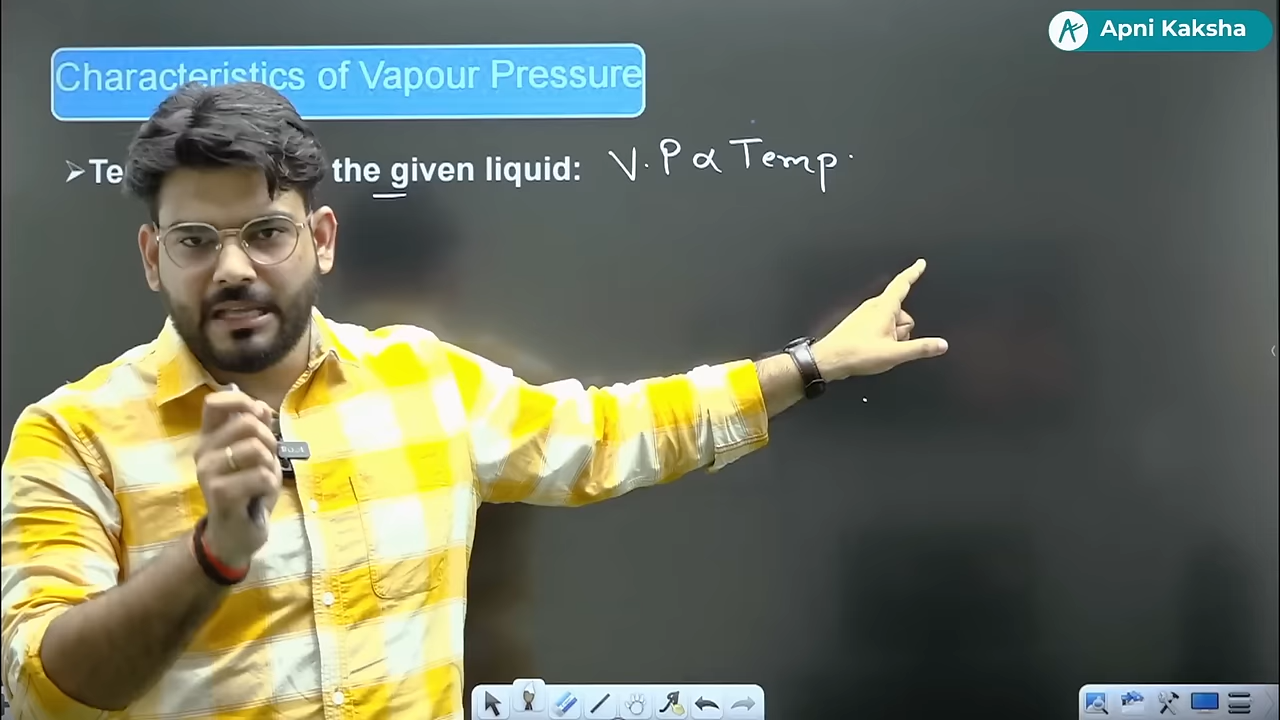 Apni Kaksha
Characteristics of Vapour Pressure
➢Te the given liquid: V.P α Temp.